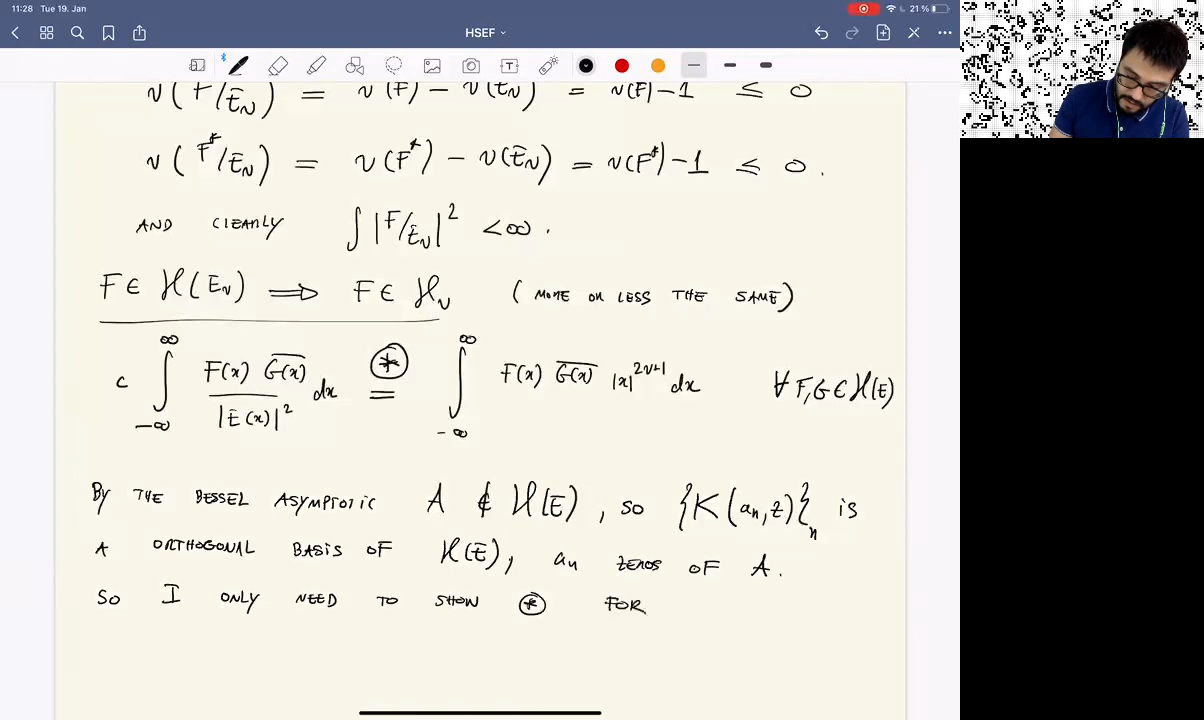 11:28 Tue 19. Jan
21 %
HSEF
v(F/E_ν) = v(F) − v(E_ν) = v(F) − 1 ≤ 0
v(F*/E_ν) = v(F*) − v(E_ν) = v(F*) − 1 ≤ 0.
AND CLEARLY ∫|F/E_ν|² < ∞.
F ∈ H(E_ν) ⟹ F ∈ H_ν (MORE OR LESS THE SAME)
c ∫_{−∞}^{∞} F(x) \overline{G(x)} / |E(x)|² dx =^{⊛} ∫_{−∞}^{∞} F(x) \overline{G(x)} |x|^{2ν+1} dx ∀ F, G ∈ H(E)
BY THE BESSEL ASYMPTOTIC A ∉ H(E), SO {K(a_n, z)}_n IS
A ORTHOGONAL BASIS OF H(E), a_n ZEROS OF A.
SO I ONLY NEED TO SHOW ⊛ FOR